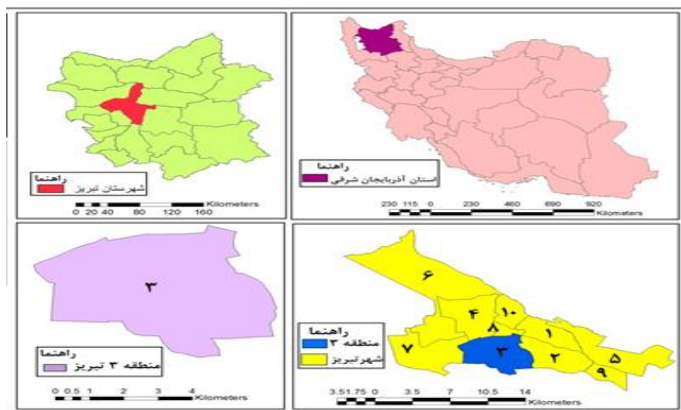 راهنما
شهرستان تبریز
0 20 40 80 120 160
Kilometers
راهنما
استان آذربایجان شرقی
230 115 0 230 460 690 920
Kilometers
۳
راهنما
منطقه ۳ تبریز
0 0.5 1 2 3 4
Kilometers
۶
۴
۱۰
۸
۱
۷
۳
۲
۵
۹
راهنما
منطقه ۳
شهر تبریز
3.51.75 0 3.5 7 10.5 14
Kilometers